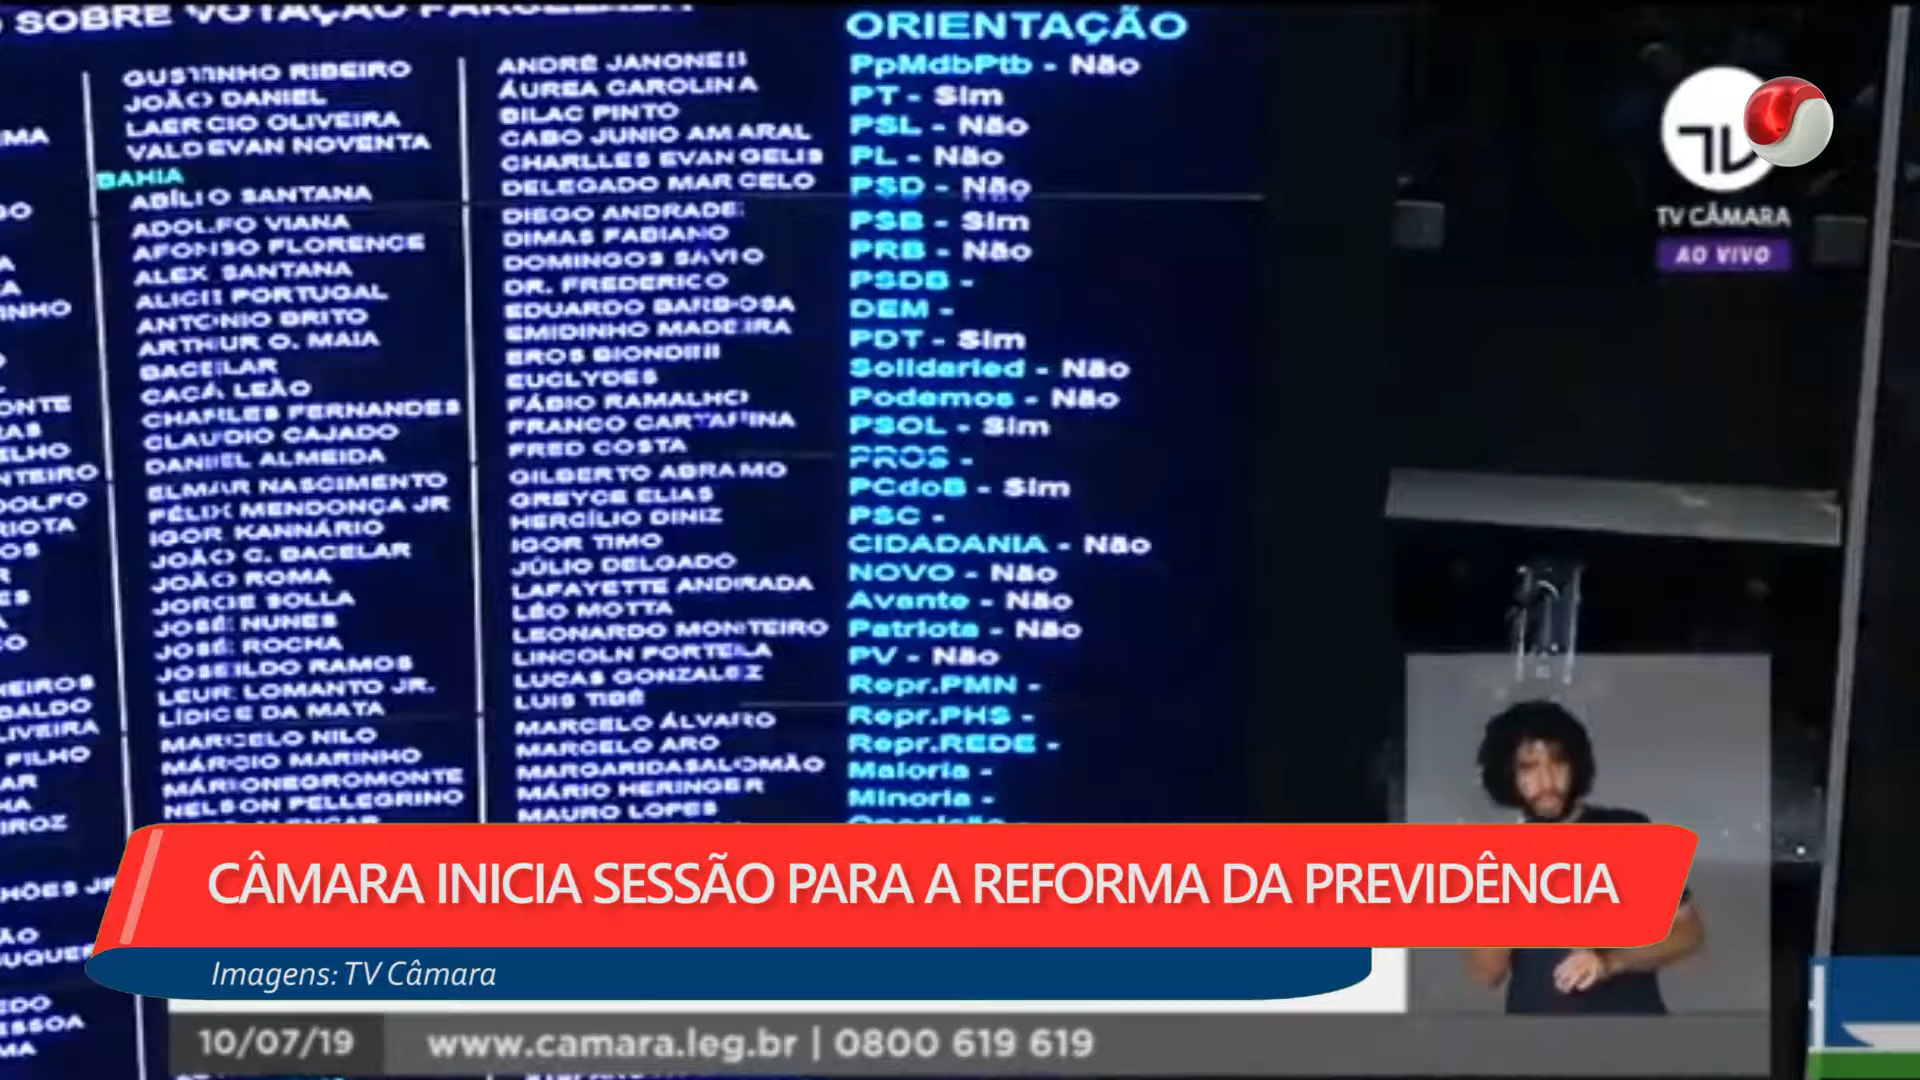 SOBRE VOTAÇÃO PARCELADA
GUSTINHO RIBEIRO
JOÃO DANIEL
LAERCIO OLIVEIRA
VALDEVAN NOVENTA
BAHIA
ABÍLIO SANTANA
ADOLFO VIANA
AFONSO FLORENCE
ALEX SANTANA
ALICE PORTUGAL
ANTONIO BRITO
ARTHUR O. MAIA
BACELAR
CACÁ LEÃO
CHARLES FERNANDES
CLAUDIO CAJADO
DANIEL ALMEIDA
ELMAR NASCIMENTO
FÉLIX MENDONÇA JR
IGOR KANNÁRIO
JOÃO C. BACELAR
JOÃO ROMA
JORGE SOLLA
JOSÉ NUNES
JOSÉ ROCHA
JOSEILDO RAMOS
LEUR LOMANTO JR.
LÍDICE DA MATA
MARCELO NILO
MÁRCIO MARINHO
MÁRIONEGROMONTE
NELSON PELLEGRINO
ANDRÉ JANONES
ÁUREA CAROLINA
BILAC PINTO
CABO JUNIO AMARAL
CHARLLES EVANGELIS
DELEGADO MARCELO
DIEGO ANDRADE
DIMAS FABIANO
DOMINGOS SÁVIO
DR. FREDERICO
EDUARDO BARBOSA
EMIDINHO MADEIRA
EROS BIONDINI
EUCLYDES
FÁBIO RAMALHO
FRANCO CARTAFINA
FRED COSTA
GILBERTO ABRAMO
GREYCE ELIAS
HERCÍLIO DINIZ
IGOR TIMO
JÚLIO DELGADO
LAFAYETTE ANDRADA
LÉO MOTTA
LEONARDO MONTEIRO
LINCOLN PORTELA
LUCAS GONZALEZ
LUIS TIBÉ
MARCELO ÁLVARO
MARCELO ARO
MARGARIDASALOMÃO
MÁRIO HERINGER
MAURO LOPES
ORIENTAÇÃO
PpMdbPtb - Não
PT - Sim
PSL - Não
PL - Não
PSD - Não
PSB - Sim
PRB - Não
PSDB -
DEM -
PDT - Sim
Solidaried - Não
Podemos - Não
PSOL - Sim
PROS -
PCdoB - Sim
PSC -
CIDADANIA - Não
NOVO - Não
Avante - Não
Patriota - Não
PV - Não
Repr.PMN -
Repr.PHS -
Repr.REDE -
Maioria -
Minoria -
TV CÂMARA
AO VIVO
CÂMARA INICIA SESSÃO PARA A REFORMA DA PREVIDÊNCIA
Imagens: TV Câmara
10/07/19
www.camara.leg.br | 0800 619 619